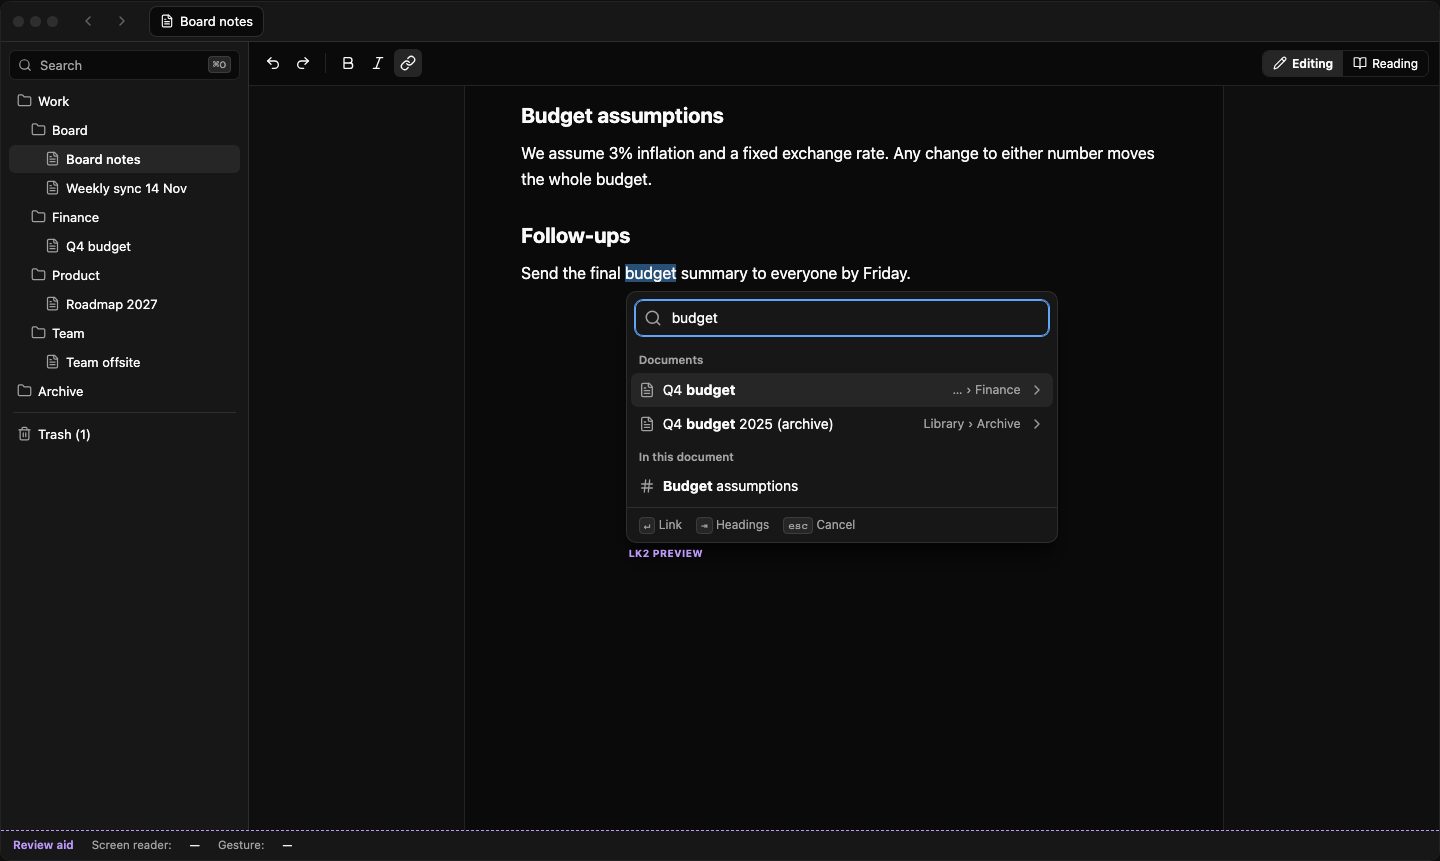 Board notes
Search ⌘O
Work
Board
Board notes
Weekly sync 14 Nov
Finance
Q4 budget
Product
Roadmap 2027
Team
Team offsite
Archive
Trash (1)
B I
Editing Reading
Budget assumptions
We assume 3% inflation and a fixed exchange rate. Any change to either number moves
the whole budget.
Follow-ups
Send the final budget summary to everyone by Friday.
budget
Documents
Q4 budget … › Finance
Q4 budget 2025 (archive) Library › Archive
In this document
# Budget assumptions
↵ Link ⇥ Headings esc Cancel
LK2 PREVIEW
Review aid Screen reader: — Gesture: —